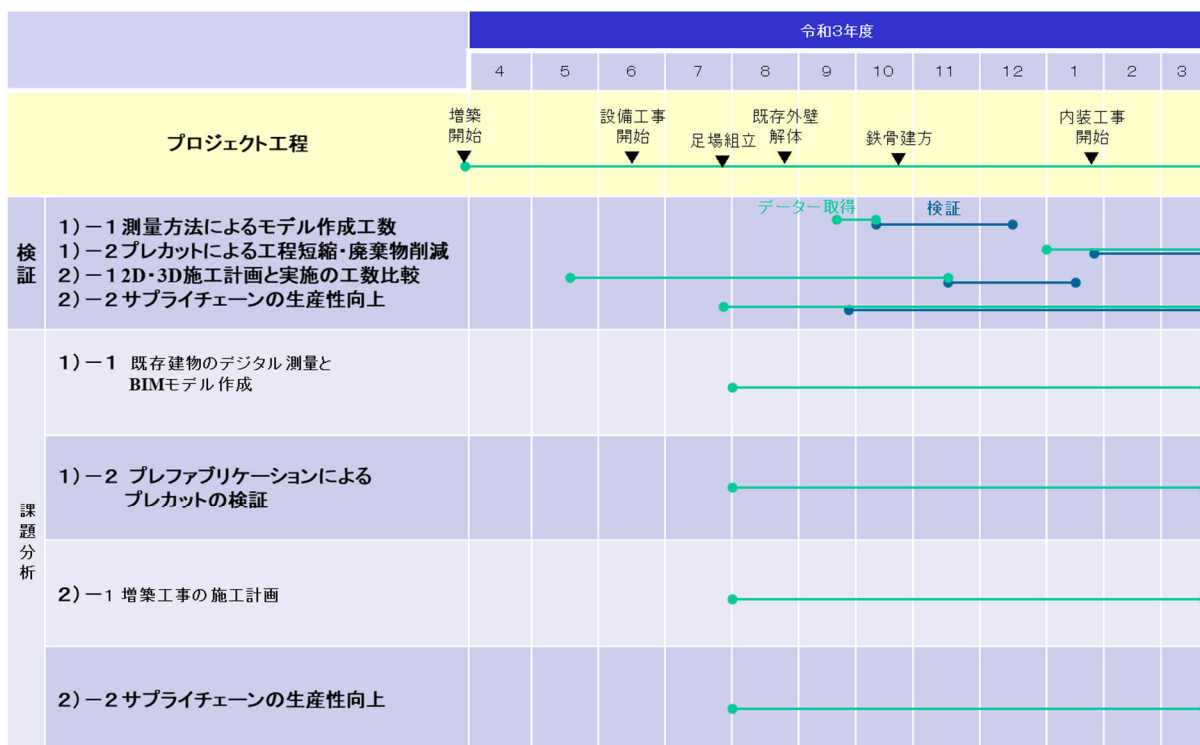 令和3年度
4 5 6 7 8 9 10 11 12 1 2 3
プロジェクト工程
増築
開始
設備工事
開始
足場組立
既存外壁
解体
鉄骨建方
内装工事
開始
検証
1)－1 測量方法によるモデル作成工数
1)－2 プレカットによる工程短縮・廃棄物削減
2)－1 2D・3D施工計画と実施の工数比較
2)－2 サプライチェーンの生産性向上
データー取得
検証
課題分析
1)－1 既存建物のデジタル測量と
BIMモデル作成
1)－2 プレファブリケーションによる
プレカットの検証
2)－1 増築工事の施工計画
2)－2 サプライチェーンの生産性向上